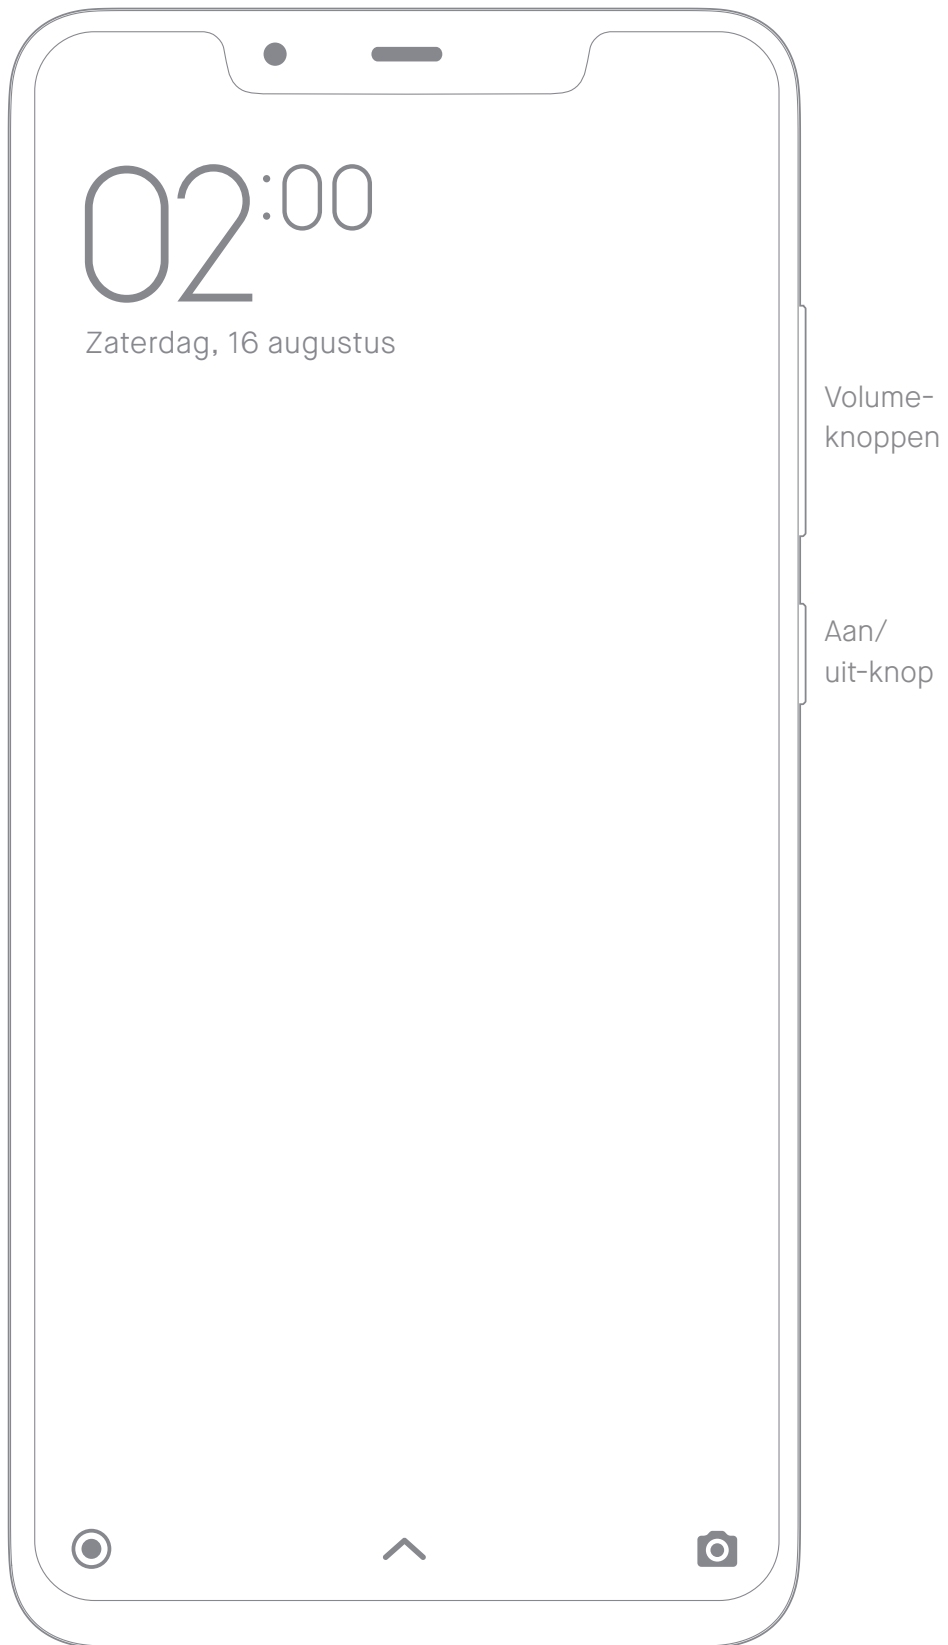 02:00
Zaterdag, 16 augustus
Volume-
knoppen
Aan/
uit-knop